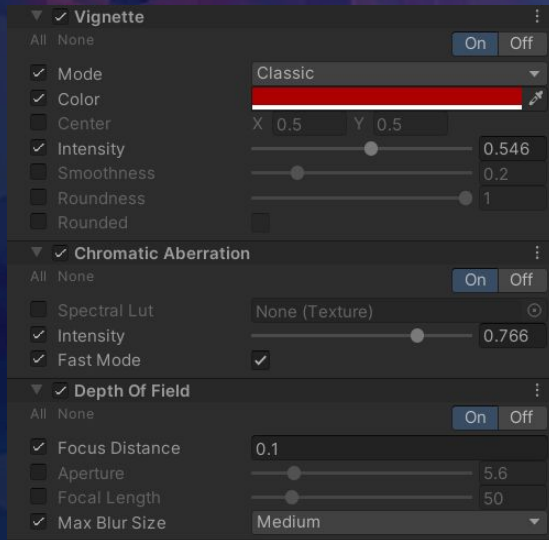 Vignette
All None On Off
Mode Classic
Color
Center X 0.5 Y 0.5
Intensity 0.546
Smoothness 0.2
Roundness 1
Rounded
Chromatic Aberration
All None On Off
Spectral Lut None (Texture)
Intensity 0.766
Fast Mode
Depth Of Field
All None On Off
Focus Distance 0.1
Aperture 5.6
Focal Length 50
Max Blur Size Medium